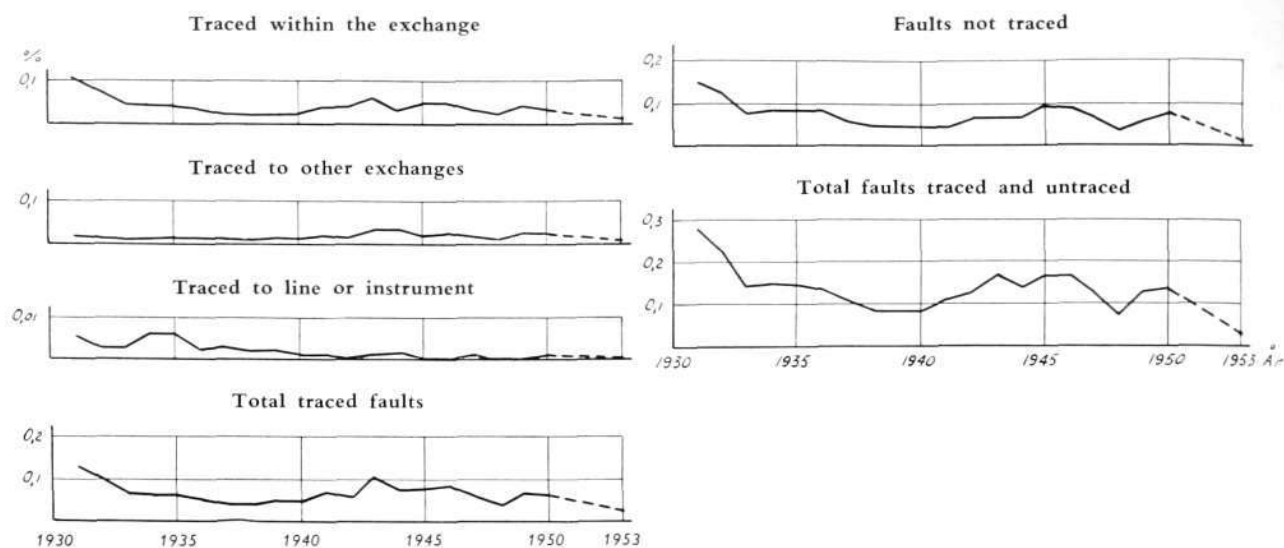 Traced within the exchange
%
0,1
Traced to other exchanges
0,1
Traced to line or instrument
0,01
Total traced faults
0,2
0,1
1930 1935 1940 1945 1950 1953
Faults not traced
0,2
0,1
Total faults traced and untraced
0,3
0,2
0,1
1930 1935 1940 1945 1950 1953 År